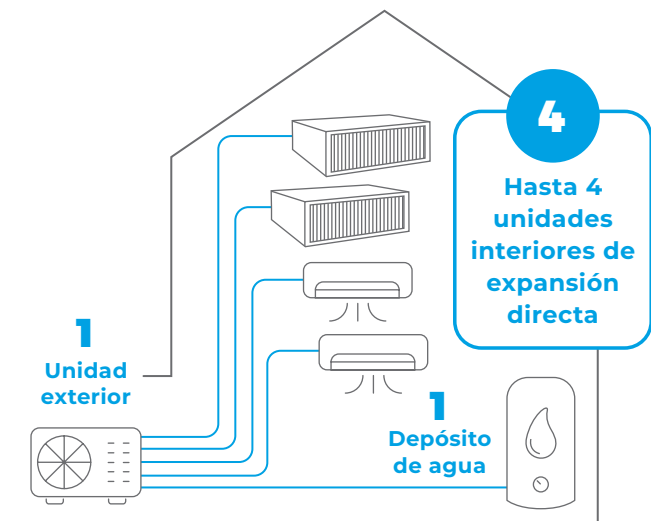 4
Hasta 4
unidades
interiores de
expansión
directa
1
Unidad
exterior
1
Depósito
de agua